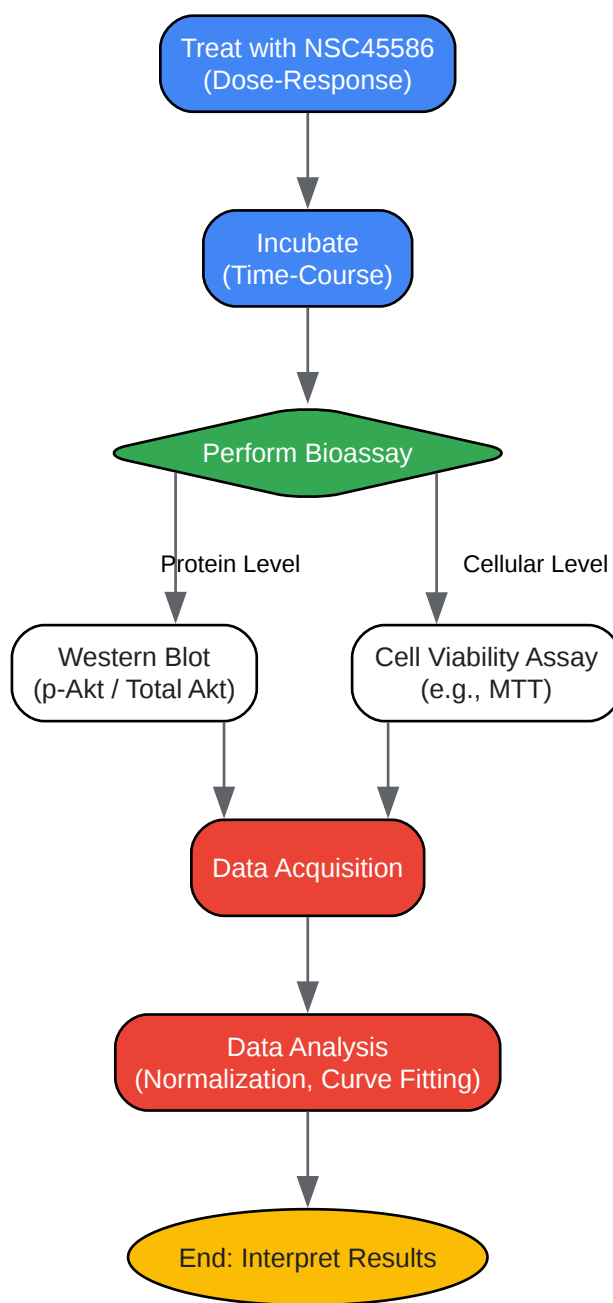 Treat with NSC45586
(Dose-Response)
Incubate
(Time-Course)
Perform Bioassay
Protein Level
Cellular Level
Western Blot
(p-Akt / Total Akt)
Cell Viability Assay
(e.g., MTT)
Data Acquisition
Data Analysis
(Normalization, Curve Fitting)
End: Interpret Results